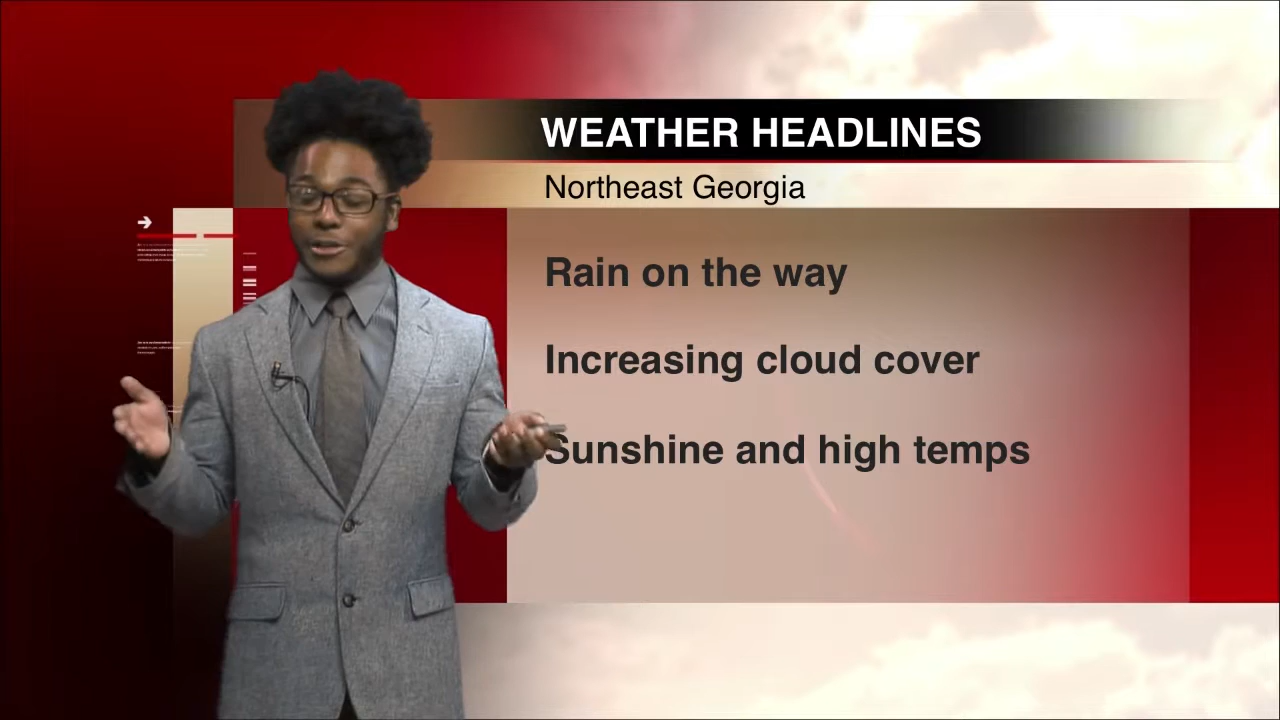 WEATHER HEADLINES
Northeast Georgia
Rain on the way
Increasing cloud cover
Sunshine and high temps